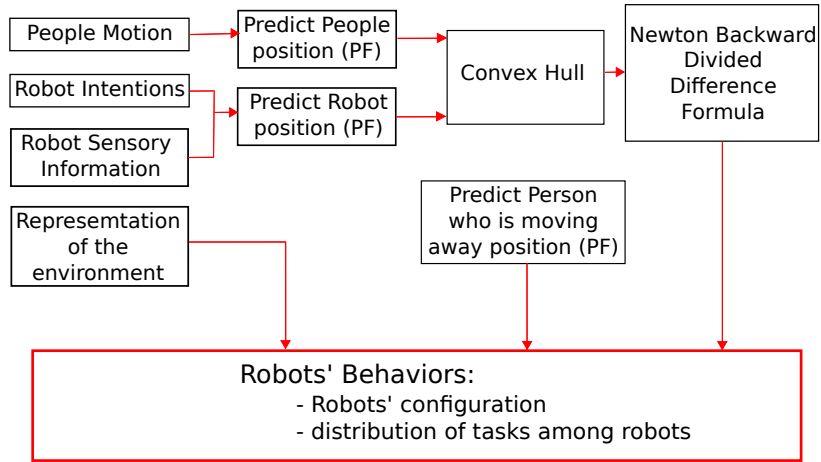 People Motion
Predict People
position (PF)
Robot Intentions
Predict Robot
position (PF)
Robot Sensory
Information
Convex Hull
Newton Backward
Divided
Difference
Formula
Represemtation
of the
environment
Predict Person
who is moving
away position (PF)
Robots' Behaviors:
- Robots' configuration
- distribution of tasks among robots